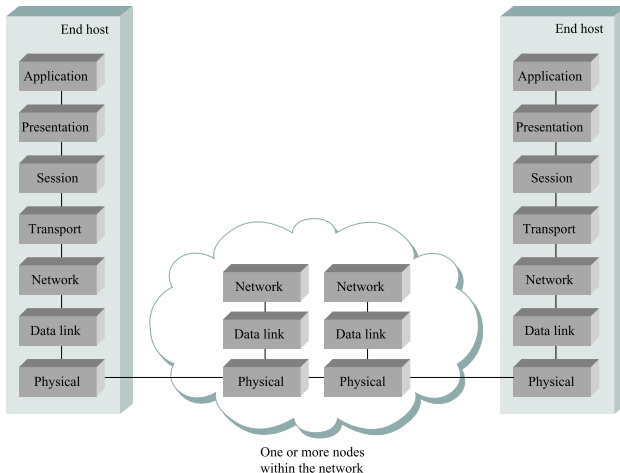 End host
Application
Presentation
Session
Transport
Network
Data link
Physical
Network
Data link
Physical
Network
Data link
Physical
One or more nodes
within the network
End host
Application
Presentation
Session
Transport
Network
Data link
Physical